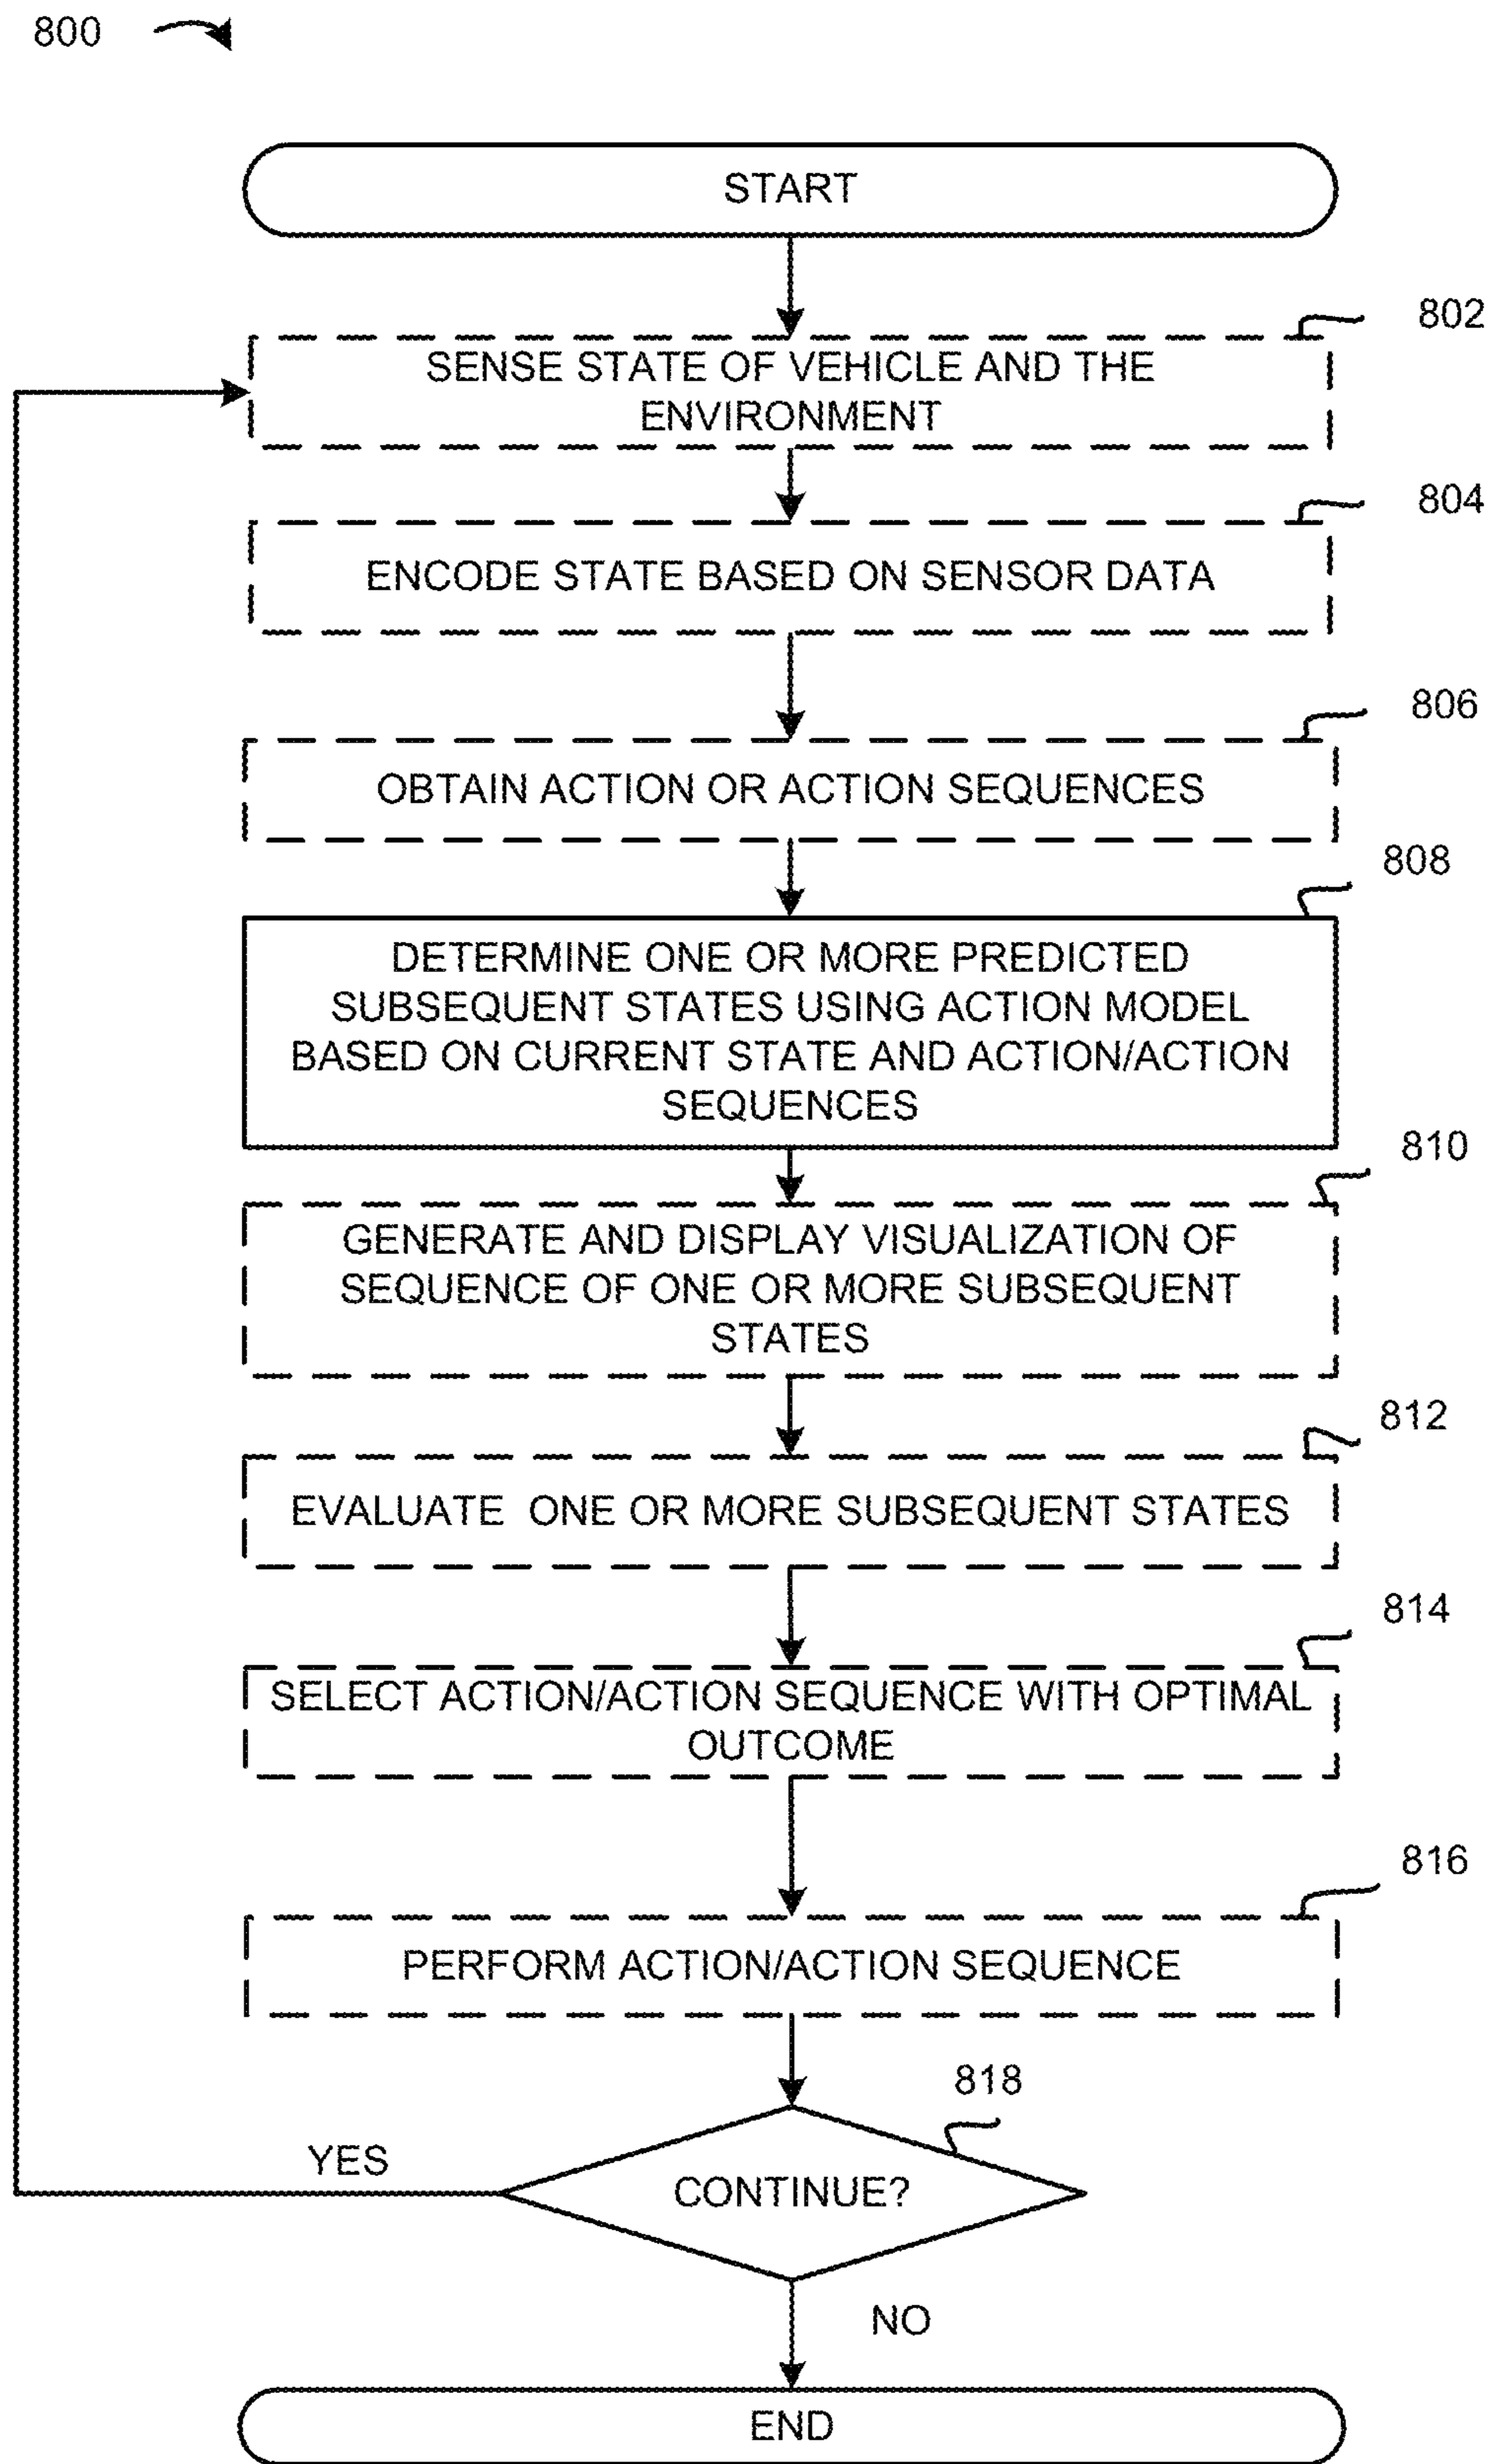 800
START
802
SENSE STATE OF VEHICLE AND THE
ENVIRONMENT
804
ENCODE STATE BASED ON SENSOR DATA
806
OBTAIN ACTION OR ACTION SEQUENCES
808
DETERMINE ONE OR MORE PREDICTED
SUBSEQUENT STATES USING ACTION MODEL
BASED ON CURRENT STATE AND ACTION/ACTION
SEQUENCES
810
GENERATE AND DISPLAY VISUALIZATION OF
SEQUENCE OF ONE OR MORE SUBSEQUENT
STATES
812
EVALUATE ONE OR MORE SUBSEQUENT STATES
814
SELECT ACTION/ACTION SEQUENCE WITH OPTIMAL
OUTCOME
816
PERFORM ACTION/ACTION SEQUENCE
818
YES
CONTINUE?
NO
END